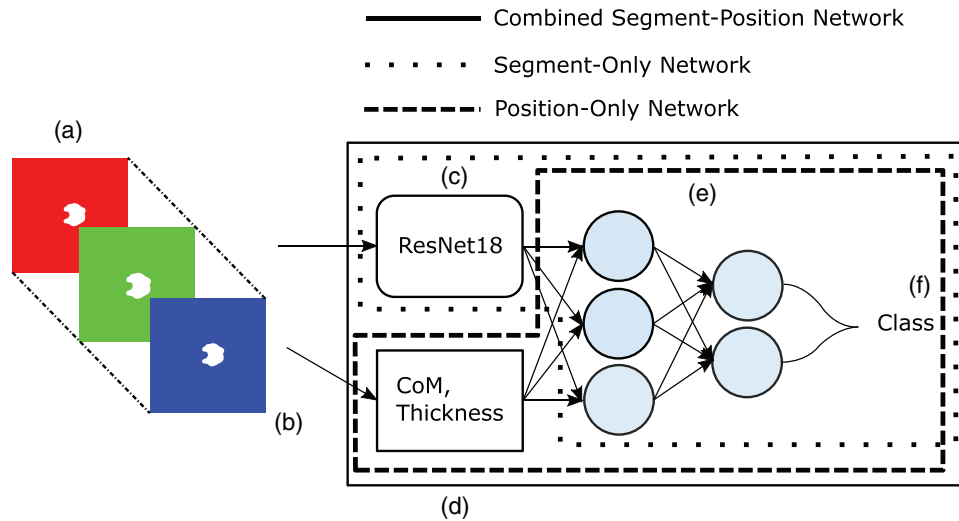 Combined Segment-Position Network
Segment-Only Network
Position-Only Network
(a)
(c)
(e)
ResNet18
(f)
Class
CoM,
Thickness
(b)
(d)